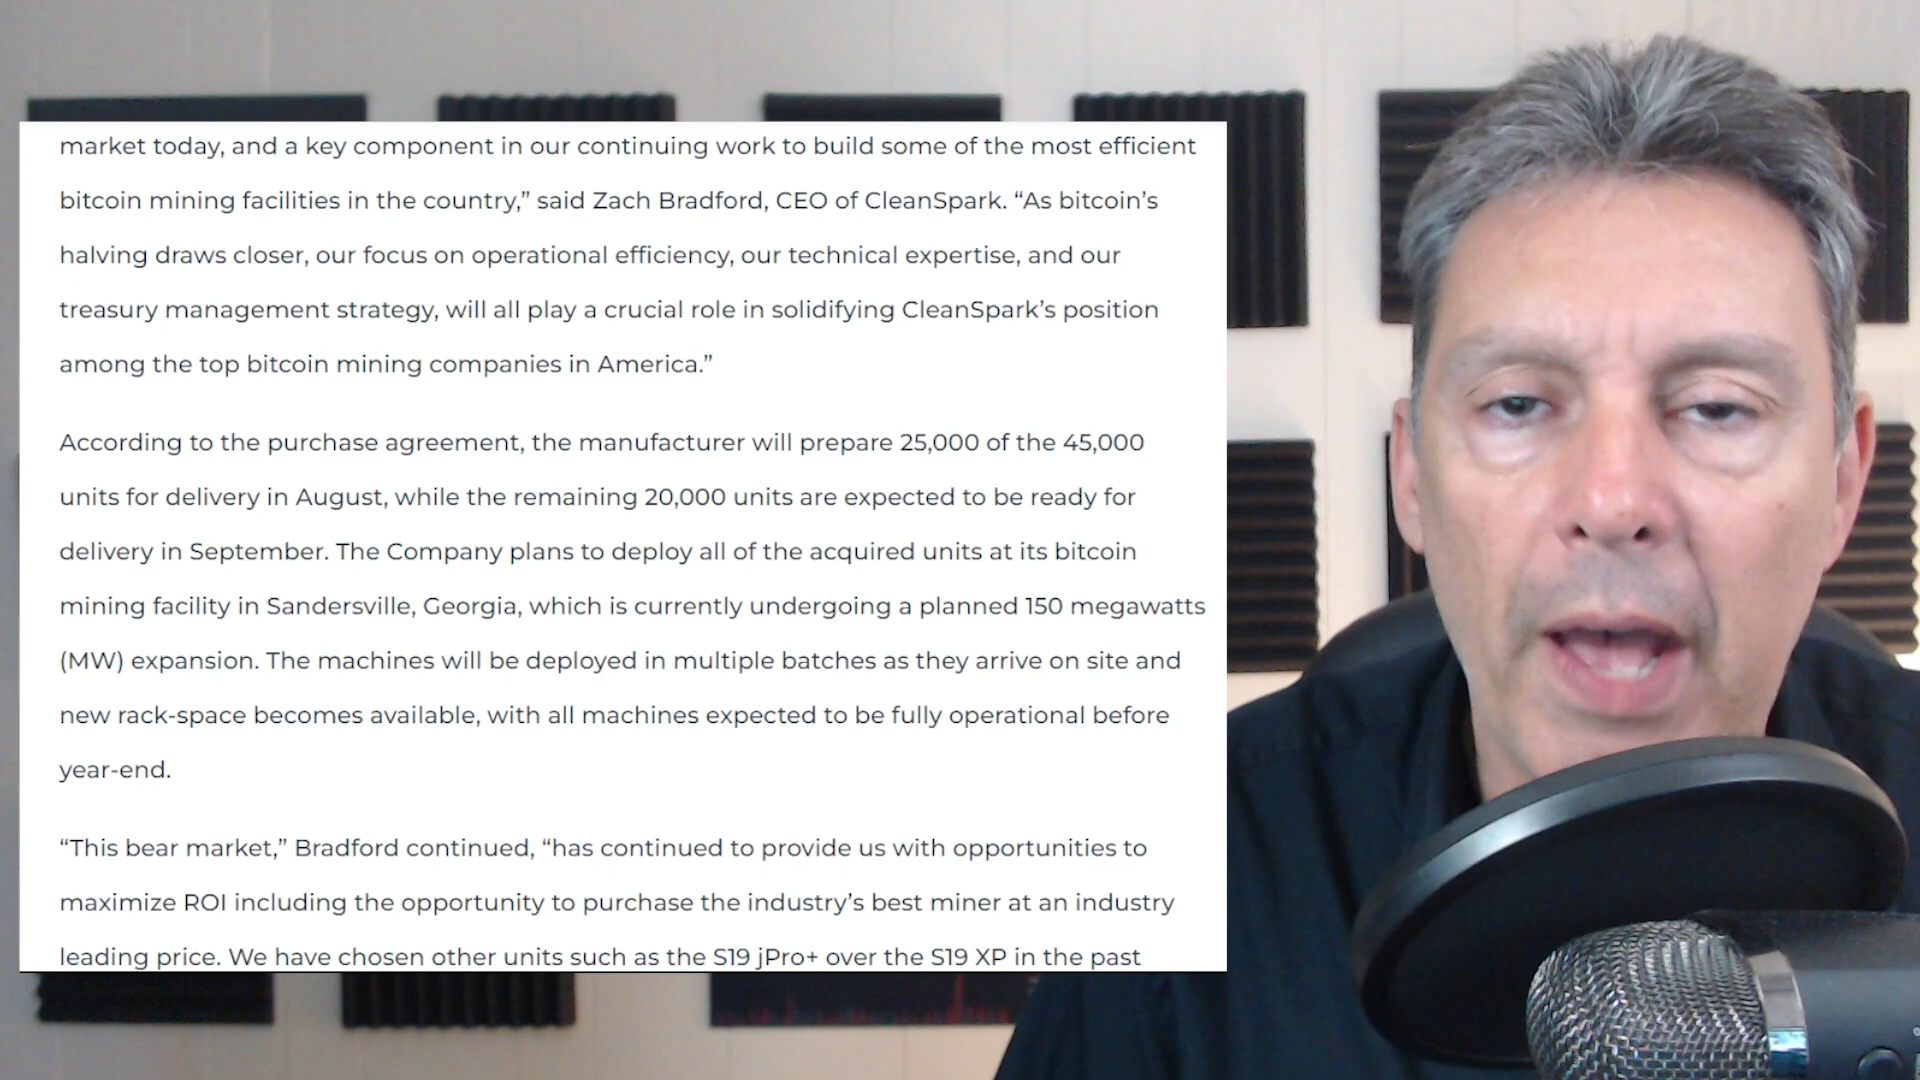 market today, and a key component in our continuing work to build some of the most efficient
bitcoin mining facilities in the country,” said Zach Bradford, CEO of CleanSpark. “As bitcoin’s
halving draws closer, our focus on operational efficiency, our technical expertise, and our
treasury management strategy, will all play a crucial role in solidifying CleanSpark’s position
among the top bitcoin mining companies in America.”
According to the purchase agreement, the manufacturer will prepare 25,000 of the 45,000
units for delivery in August, while the remaining 20,000 units are expected to be ready for
delivery in September. The Company plans to deploy all of the acquired units at its bitcoin
mining facility in Sandersville, Georgia, which is currently undergoing a planned 150 megawatts
(MW) expansion. The machines will be deployed in multiple batches as they arrive on site and
new rack-space becomes available, with all machines expected to be fully operational before
year-end.
“This bear market,” Bradford continued, “has continued to provide us with opportunities to
maximize ROI including the opportunity to purchase the industry’s best miner at an industry
leading price. We have chosen other units such as the S19 jPro+ over the S19 XP in the past